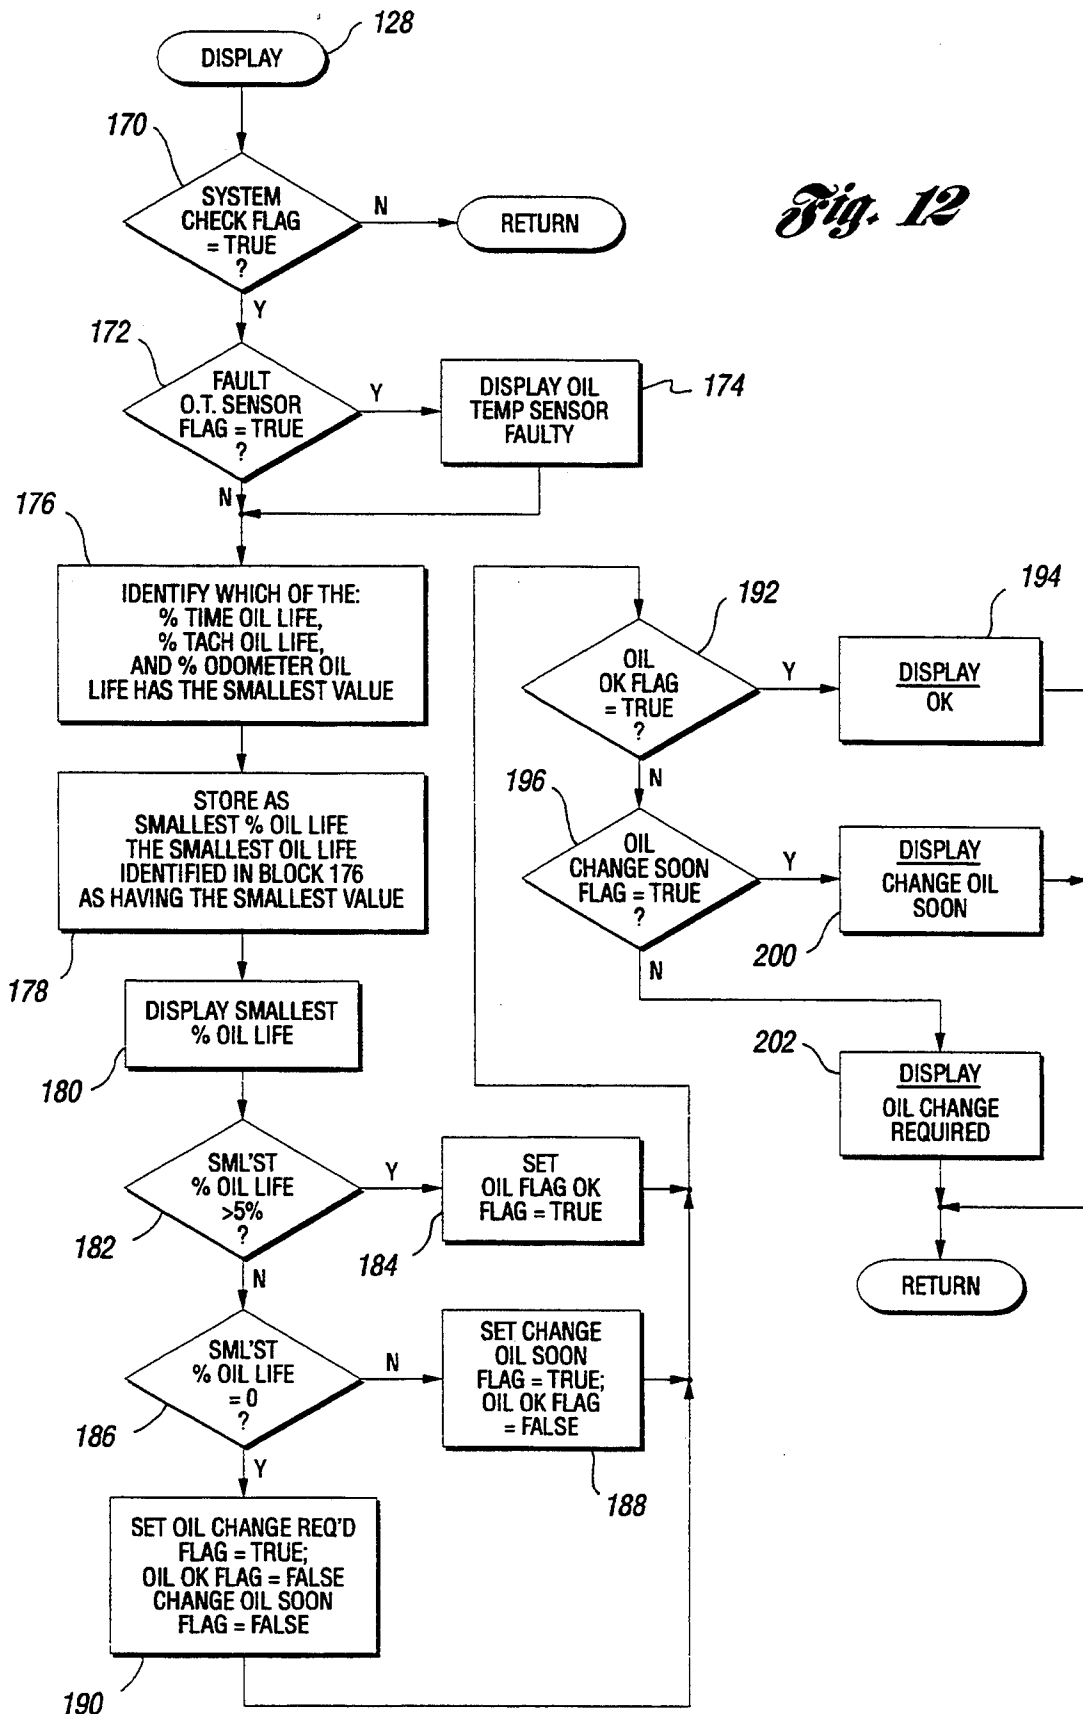 128
DISPLAY
170
SYSTEM
CHECK FLAG
= TRUE
?
N
RETURN
Fig. 12
Y
172
FAULT
O.T. SENSOR
FLAG = TRUE
?
Y
DISPLAY OIL
TEMP SENSOR
FAULTY
174
N
176
IDENTIFY WHICH OF THE:
% TIME OIL LIFE,
% TACH OIL LIFE,
AND % ODOMETER OIL
LIFE HAS THE SMALLEST VALUE
STORE AS
SMALLEST % OIL LIFE
THE SMALLEST OIL LIFE
IDENTIFIED IN BLOCK 176
AS HAVING THE SMALLEST VALUE
178
DISPLAY SMALLEST
% OIL LIFE
180
SML'ST
% OIL LIFE
>5%
?
182
Y
SET
OIL FLAG OK
FLAG = TRUE
184
N
SML'ST
% OIL LIFE
= 0
?
186
N
SET CHANGE
OIL SOON
FLAG = TRUE;
OIL OK FLAG
= FALSE
188
Y
SET OIL CHANGE REQ'D
FLAG = TRUE;
OIL OK FLAG = FALSE
CHANGE OIL SOON
FLAG = FALSE
190
192
OIL
OK FLAG
= TRUE
?
Y
194
DISPLAY
OK
N
196
OIL
CHANGE SOON
FLAG = TRUE
?
Y
DISPLAY
CHANGE OIL
SOON
200
N
202
DISPLAY
OIL CHANGE
REQUIRED
RETURN